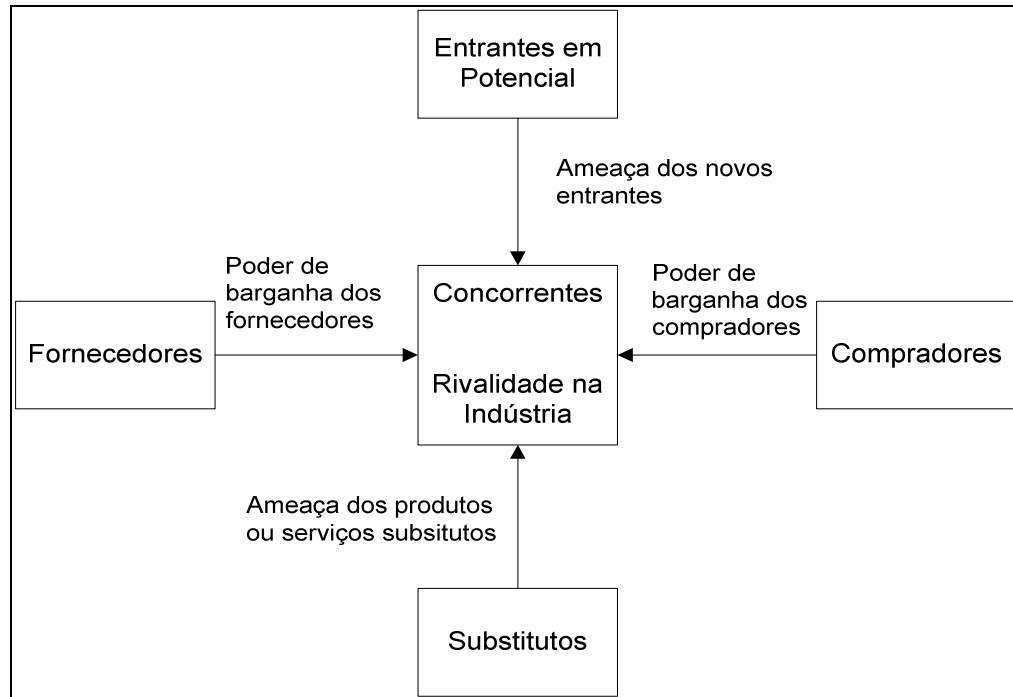 Entrantes em
Potencial
Ameaça dos novos
entrantes
Poder de
barganha dos
fornecedores
Fornecedores
Concorrentes
Rivalidade na
Indústria
Poder de
barganha dos
compradores
Compradores
Ameaça dos produtos
ou serviços subsitutos
Substitutos